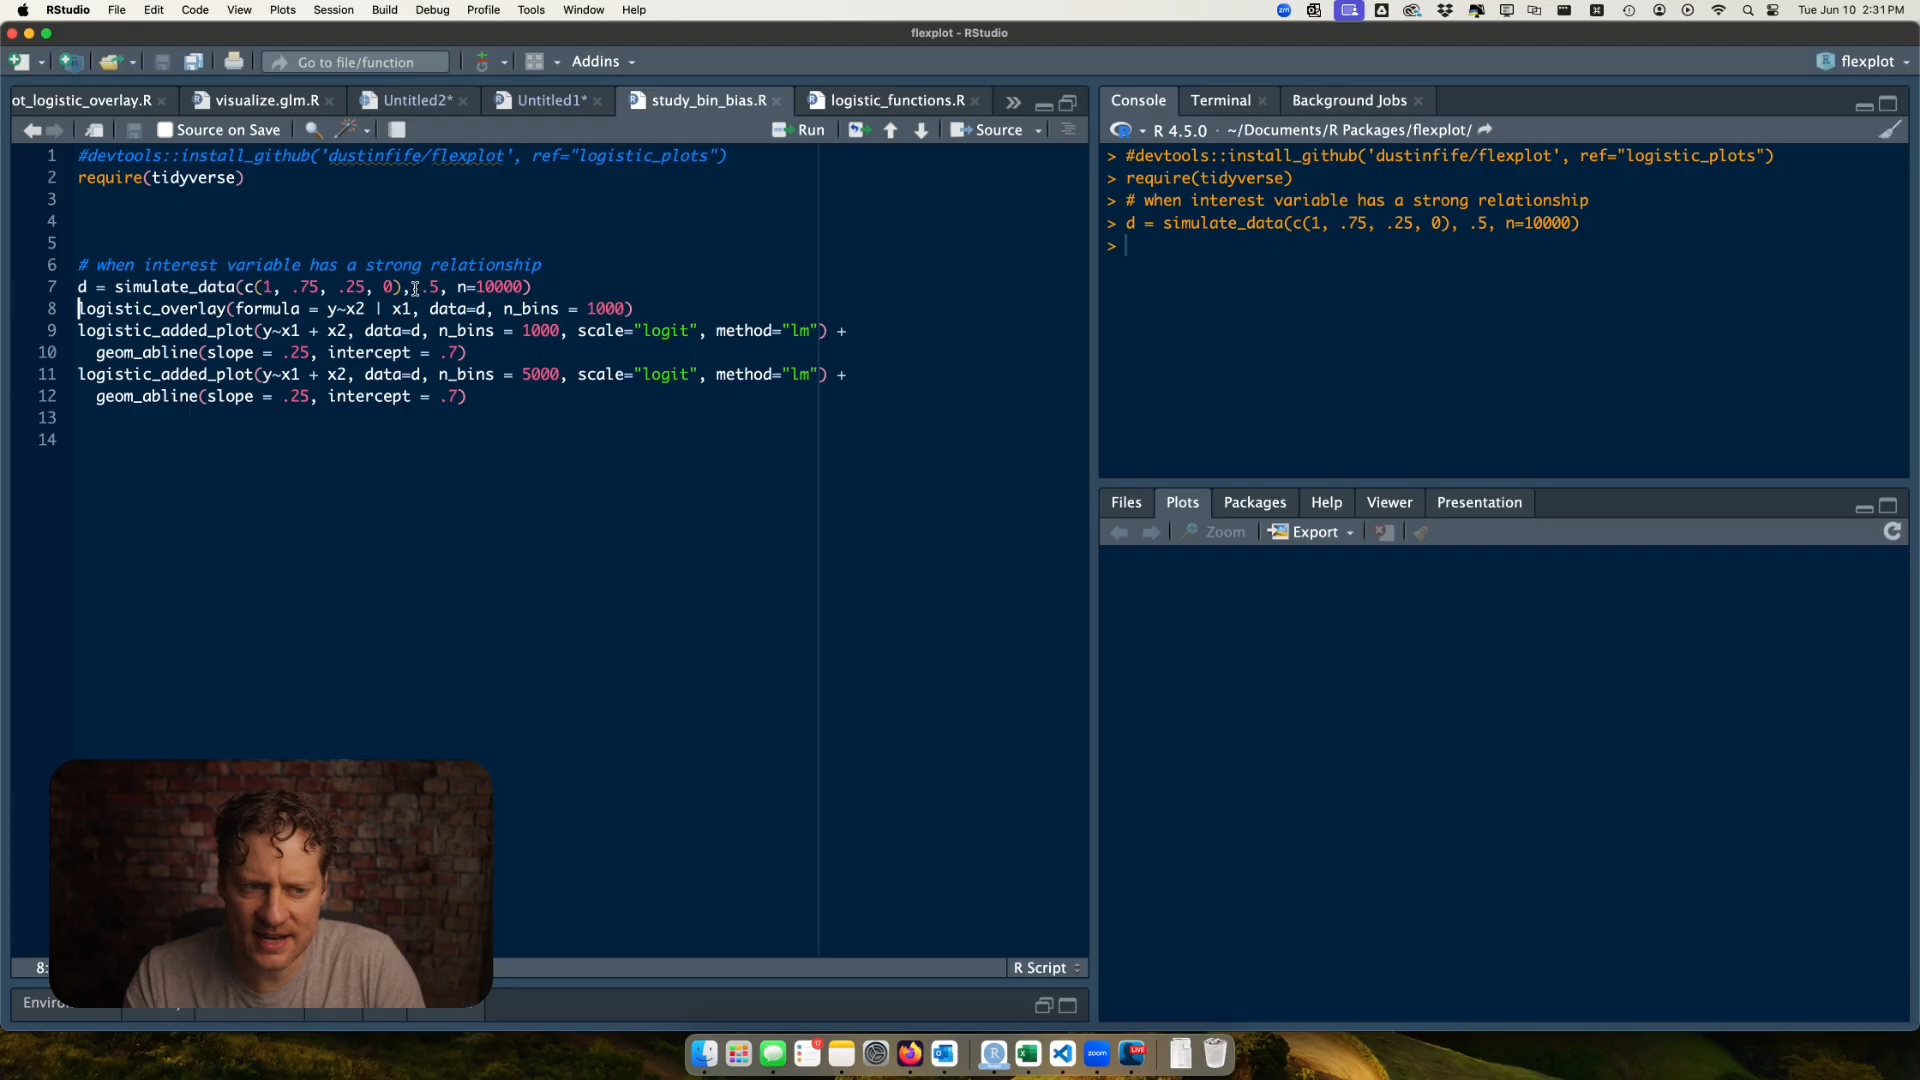 RStudio File Edit Code View Plots Session Build Debug Profile Tools Window Help
Tue Jun 10 2:31PM
flexplot - RStudio
Go to file/function
Addins
flexplot
ot_logistic_overlay.R
visualize.glm.R
Untitled2*
Untitled1*
study_bin_bias.R
logistic_functions.R
Source on Save
Run
Source
1 #devtools::install_github('dustinfife/flexplot', ref="logistic_plots")
2 require(tidyverse)
3
4
5
6 # when interest variable has a strong relationship
7 d = simulate_data(c(1, .75, .25, 0), .5, n=10000)
8 logistic_overlay(formula = y~x2 | x1, data=d, n_bins = 1000)
9 logistic_added_plot(y~x1 + x2, data=d, n_bins = 1000, scale="logit", method="lm") +
10 geom_abline(slope = .25, intercept = .7)
11 logistic_added_plot(y~x1 + x2, data=d, n_bins = 5000, scale="logit", method="lm") +
12 geom_abline(slope = .25, intercept = .7)
13
14
8:
R Script
Enviro
Console Terminal Background Jobs
R 4.5.0 · ~/Documents/R Packages/flexplot/
> #devtools::install_github('dustinfife/flexplot', ref="logistic_plots")
> require(tidyverse)
> # when interest variable has a strong relationship
> d = simulate_data(c(1, .75, .25, 0), .5, n=10000)
>
Files Plots Packages Help Viewer Presentation
Zoom
Export
17
zoom
LIVE